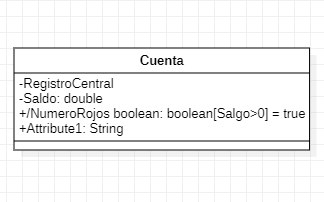 Cuenta
-RegistroCentral
-Saldo: double
+/NumeroRojos boolean: boolean[Salgo>0] = true
+Attribute1: String